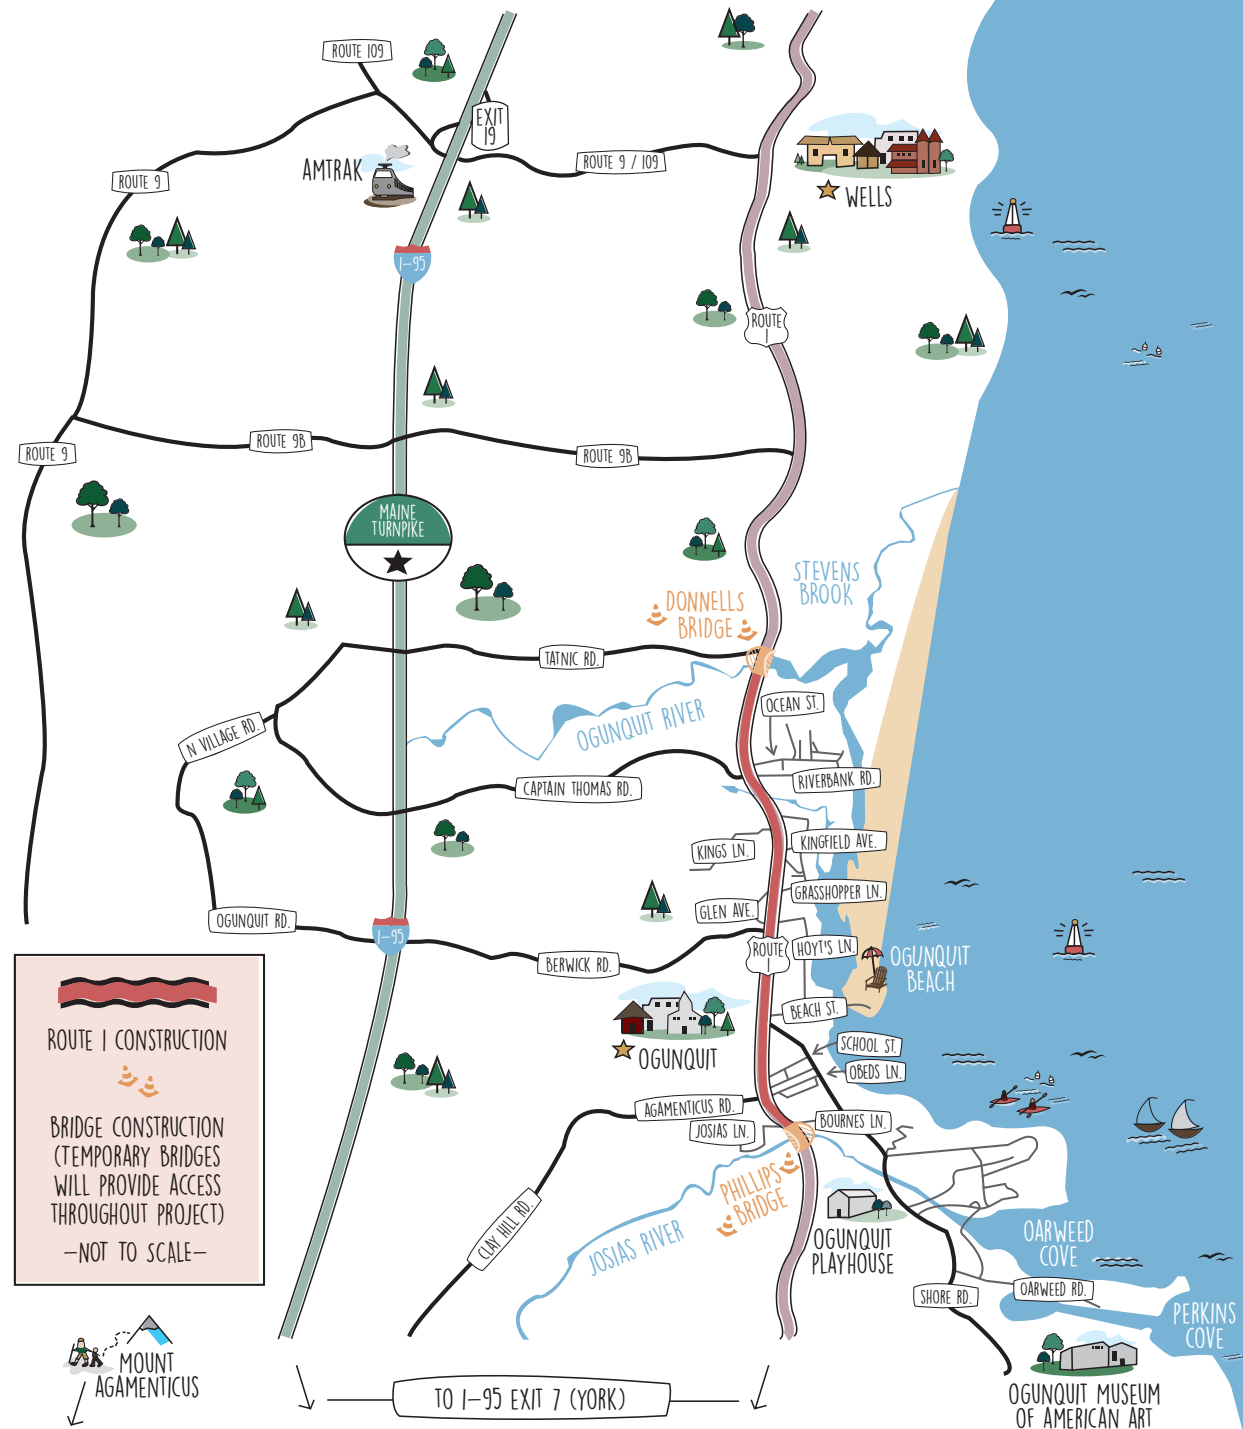 ROUTE 109
EXIT
19
AMTRAK
ROUTE 9 / 109
ROUTE 9
WELLS
I-95
ROUTE
1
ROUTE 9
ROUTE 9B
ROUTE 9B
MAINE
TURNPIKE
STEVENS
BROOK
DONNELLS
BRIDGE
TATNIC RD.
OGUNQUIT RIVER
OCEAN ST.
N VILLAGE RD.
CAPTAIN THOMAS RD.
RIVERBANK RD.
KINGS LN.
KINGFIELD AVE.
GRASSHOPPER LN.
GLEN AVE.
OGUNQUIT RD.
I-95
BERWICK RD.
ROUTE
1
HOYT'S LN.
OGUNQUIT
BEACH
BEACH ST.
OGUNQUIT
SCHOOL ST.
OBEDS LN.
AGAMENTICUS RD.
JOSIAS LN.
BOURNES LN.
PHILLIPS
BRIDGE
CLAY HILL RD.
JOSIAS RIVER
OGUNQUIT
PLAYHOUSE
OARWEED
COVE
SHORE RD.
OARWEED RD.
PERKINS
COVE
OGUNQUIT MUSEUM
OF AMERICAN ART
ROUTE 1 CONSTRUCTION
BRIDGE CONSTRUCTION
(TEMPORARY BRIDGES
WILL PROVIDE ACCESS
THROUGHOUT PROJECT)
–NOT TO SCALE–
MOUNT
AGAMENTICUS
TO I-95 EXIT 7 (YORK)